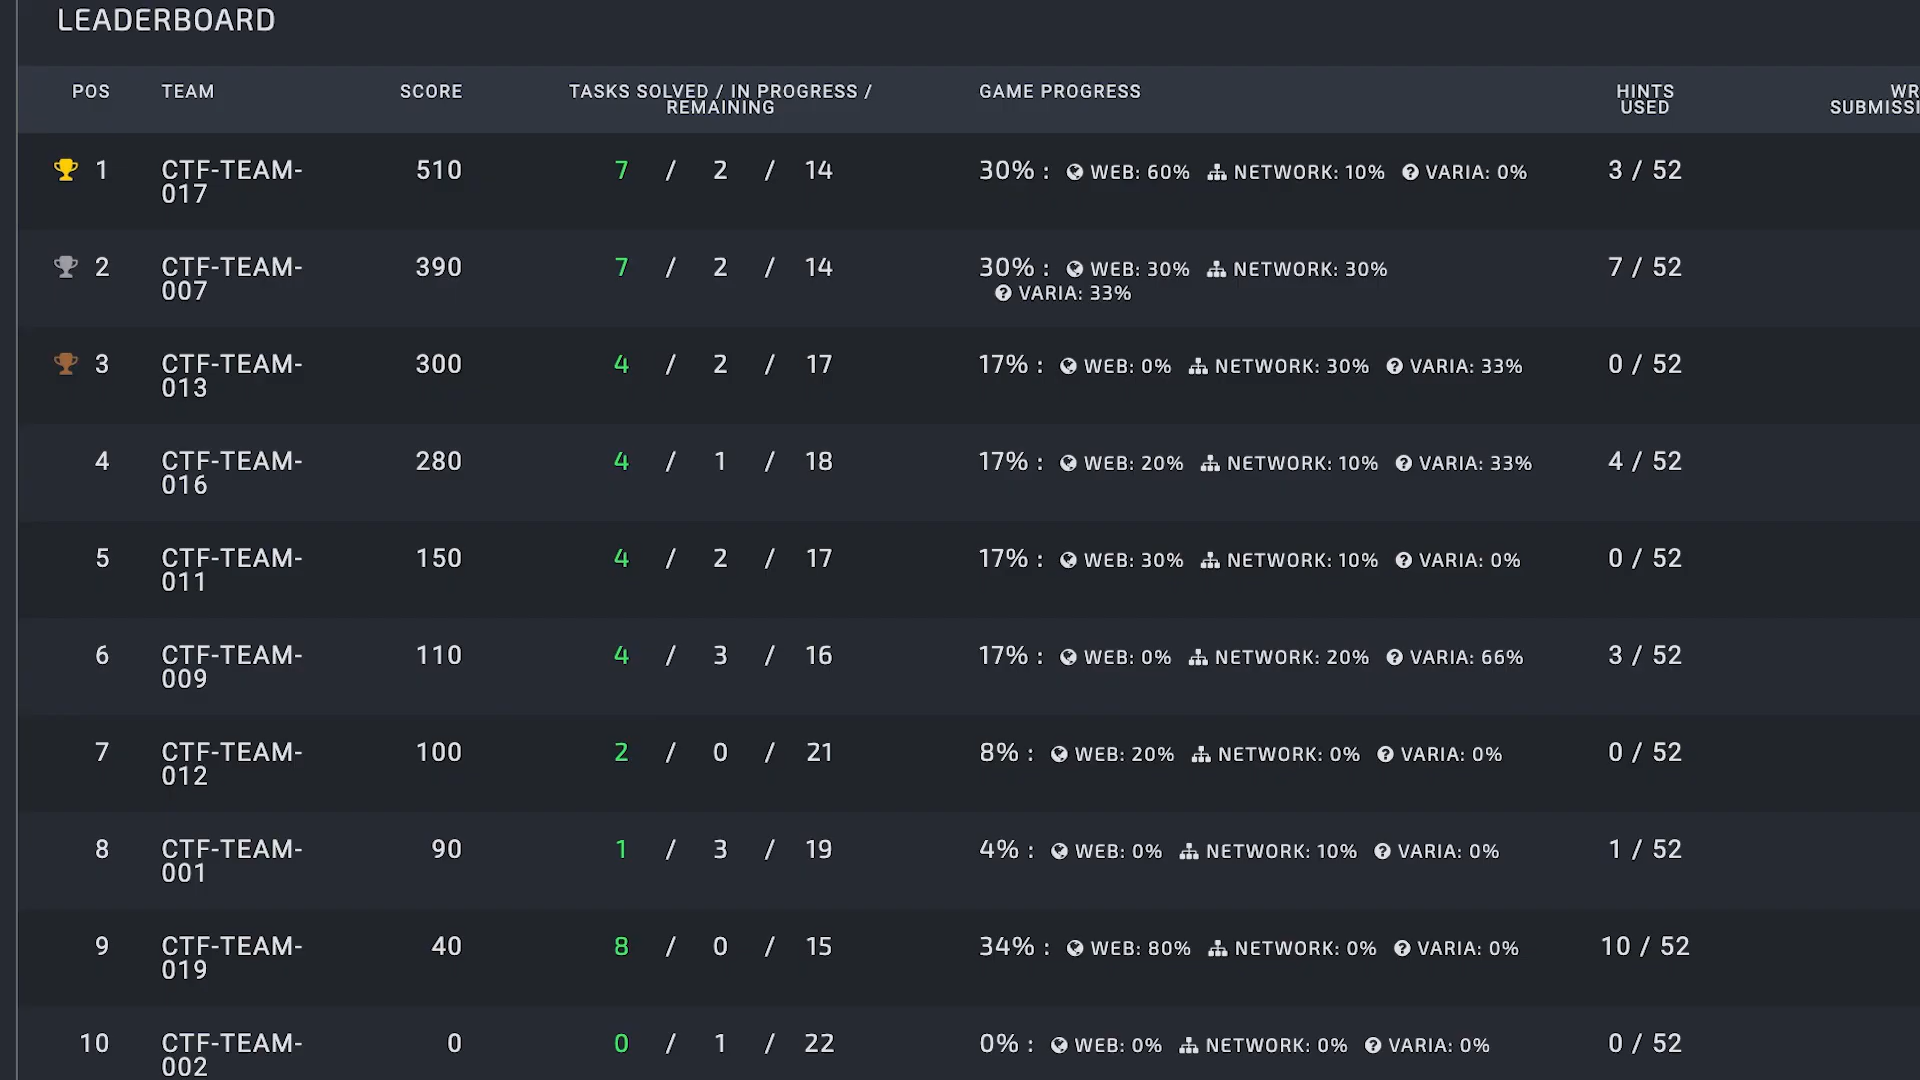 LEADERBOARD
POS TEAM SCORE TASKS SOLVED / IN PROGRESS / REMAINING GAME PROGRESS HINTS USED WR SUBMISSI
1 CTF-TEAM-017 510 7 / 2 / 14 30% : WEB: 60% NETWORK: 10% VARIA: 0% 3 / 52
2 CTF-TEAM-007 390 7 / 2 / 14 30% : WEB: 30% NETWORK: 30% VARIA: 33% 7 / 52
3 CTF-TEAM-013 300 4 / 2 / 17 17% : WEB: 0% NETWORK: 30% VARIA: 33% 0 / 52
4 CTF-TEAM-016 280 4 / 1 / 18 17% : WEB: 20% NETWORK: 10% VARIA: 33% 4 / 52
5 CTF-TEAM-011 150 4 / 2 / 17 17% : WEB: 30% NETWORK: 10% VARIA: 0% 0 / 52
6 CTF-TEAM-009 110 4 / 3 / 16 17% : WEB: 0% NETWORK: 20% VARIA: 66% 3 / 52
7 CTF-TEAM-012 100 2 / 0 / 21 8% : WEB: 20% NETWORK: 0% VARIA: 0% 0 / 52
8 CTF-TEAM-001 90 1 / 3 / 19 4% : WEB: 0% NETWORK: 10% VARIA: 0% 1 / 52
9 CTF-TEAM-019 40 8 / 0 / 15 34% : WEB: 80% NETWORK: 0% VARIA: 0% 10 / 52
10 CTF-TEAM-002 0 0 / 1 / 22 0% : WEB: 0% NETWORK: 0% VARIA: 0% 0 / 52